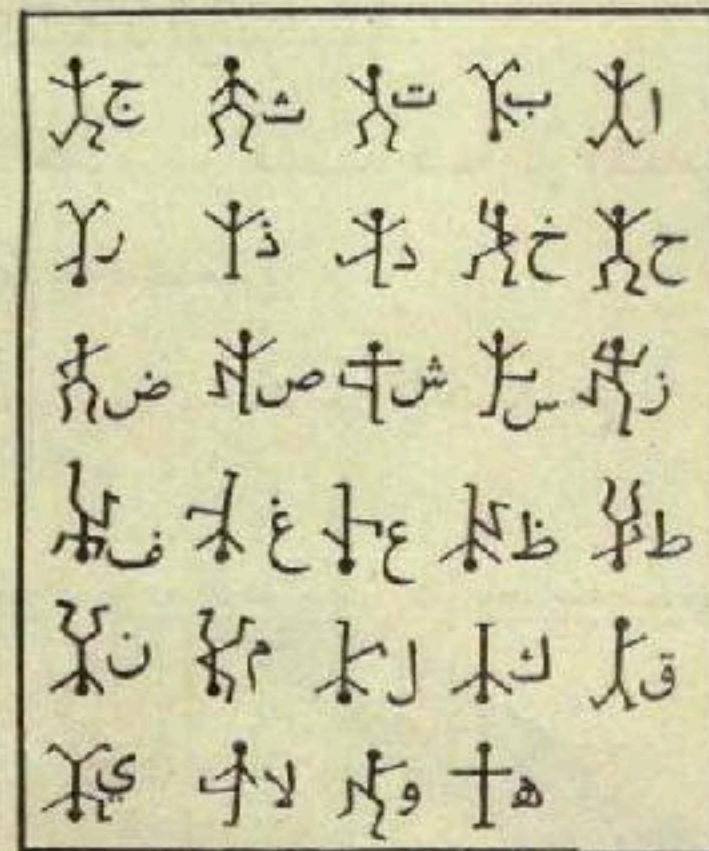 ا ب ت ث ج
ح خ د ذ ر
ز س ش ص ض
ط ظ ع غ ف
ق ك ل م ن
ه و لا ي